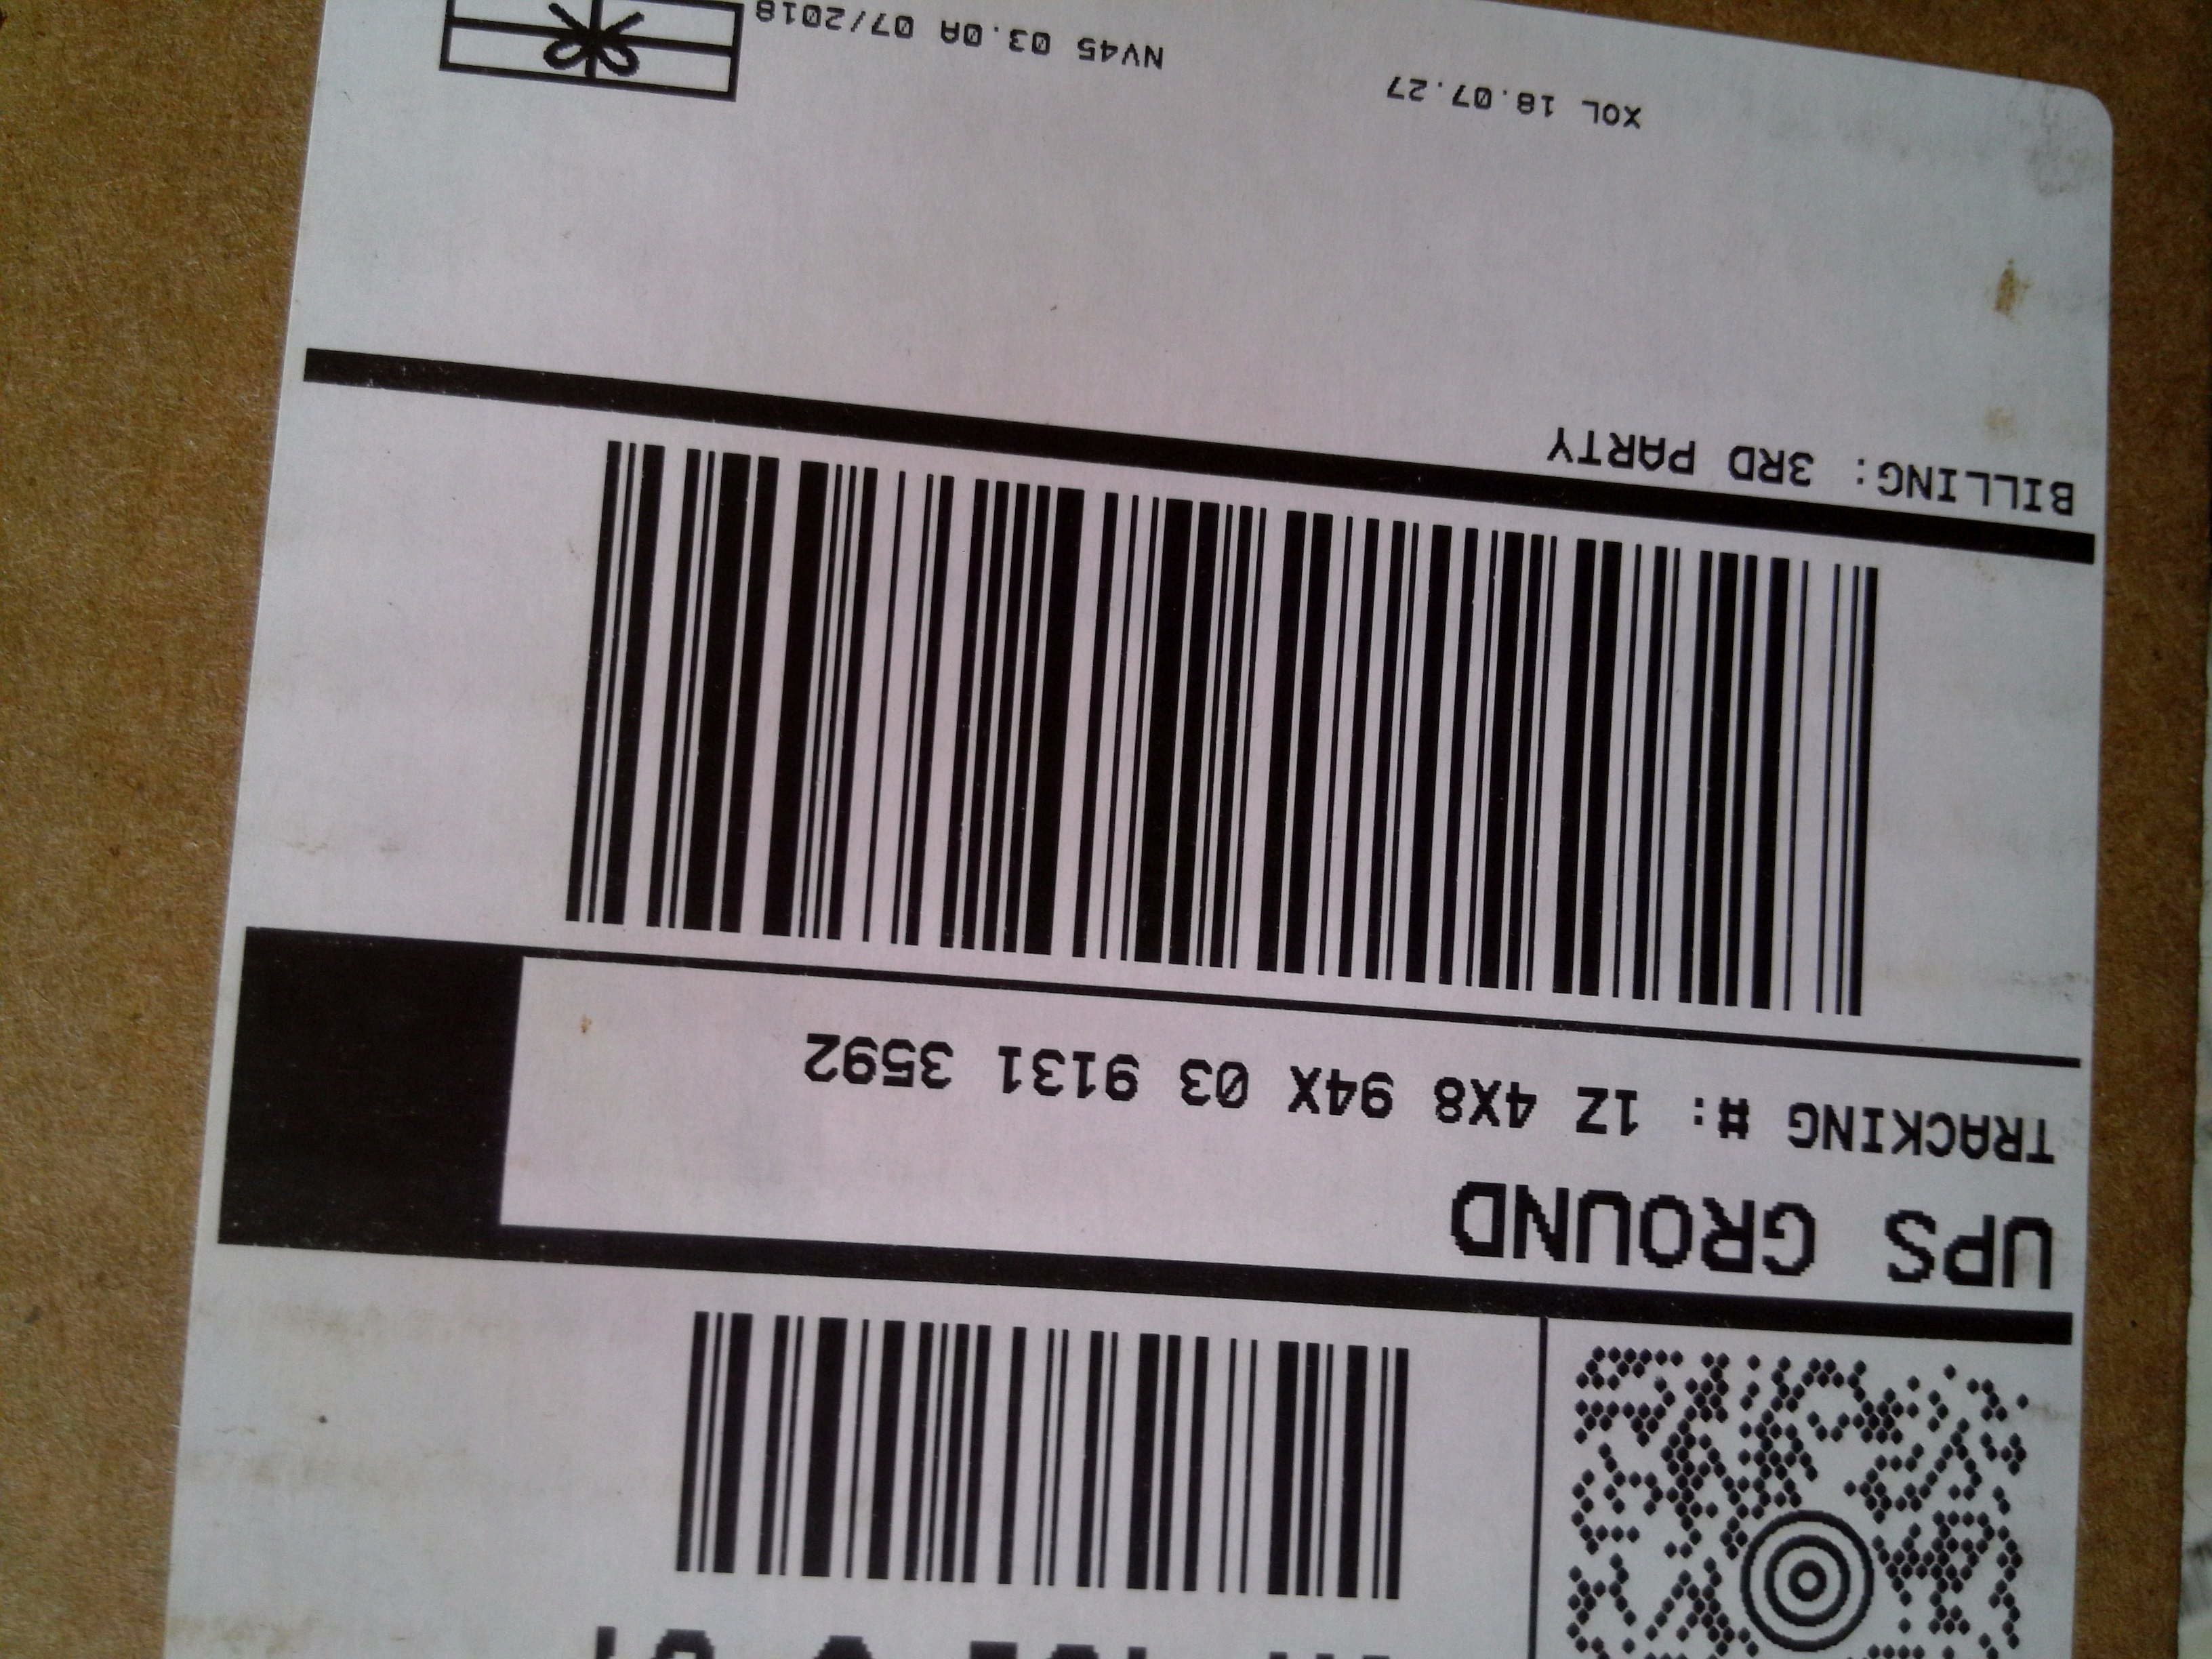 UPS GROUND
TRACKING #: 1Z 4X8 94X 03 9131 3592
BILLING: 3RD PARTY
XOL 18.07.27
NV45 03.0A 07/2018